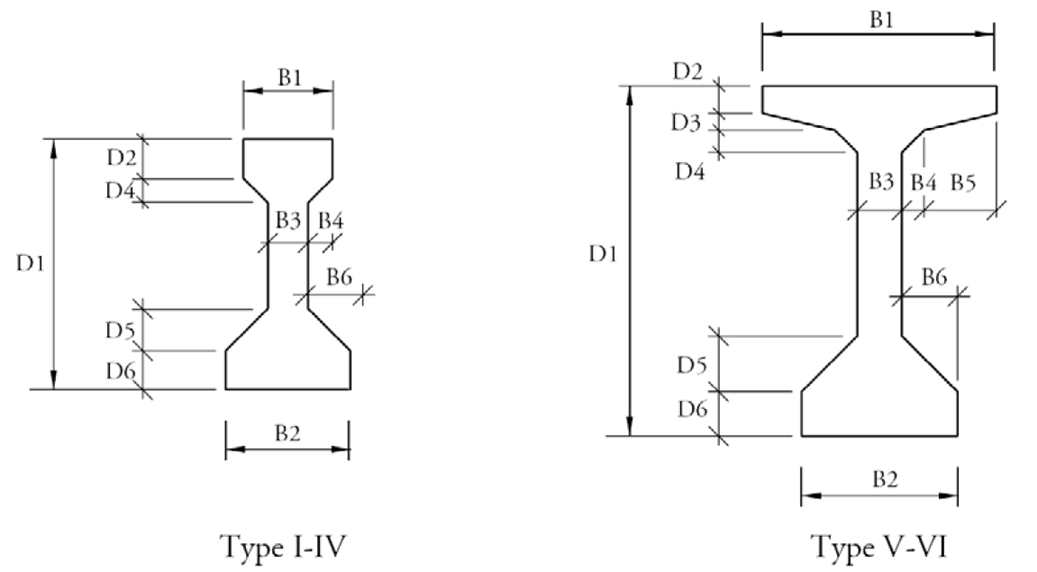 B1
D2
D4
B3 B4
D1
B6
D5
D6
B2
Type I-IV
B1
D2
D3
D4
B3 B4 B5
D1
B6
D5
D6
B2
Type V-VI